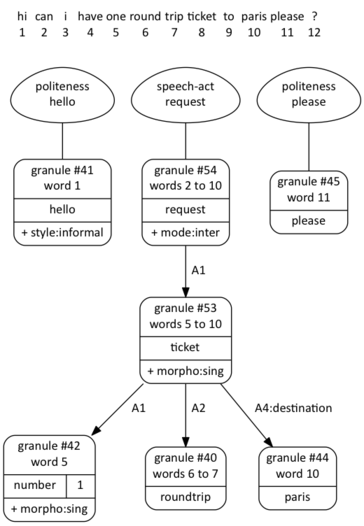 hi can i have one round trip ticket to paris please ?
1 2 3 4 5 6 7 8 9 10 11 12
politeness
hello
speech-act
request
politeness
please
granule #41
word 1
hello
+ style:informal
granule #54
words 2 to 10
request
+ mode:inter
granule #45
word 11
please
A1
granule #53
words 5 to 10
ticket
+ morpho:sing
A1
A2
A4:destination
granule #42
word 5
number 1
+ morpho:sing
granule #40
words 6 to 7
roundtrip
granule #44
word 10
paris